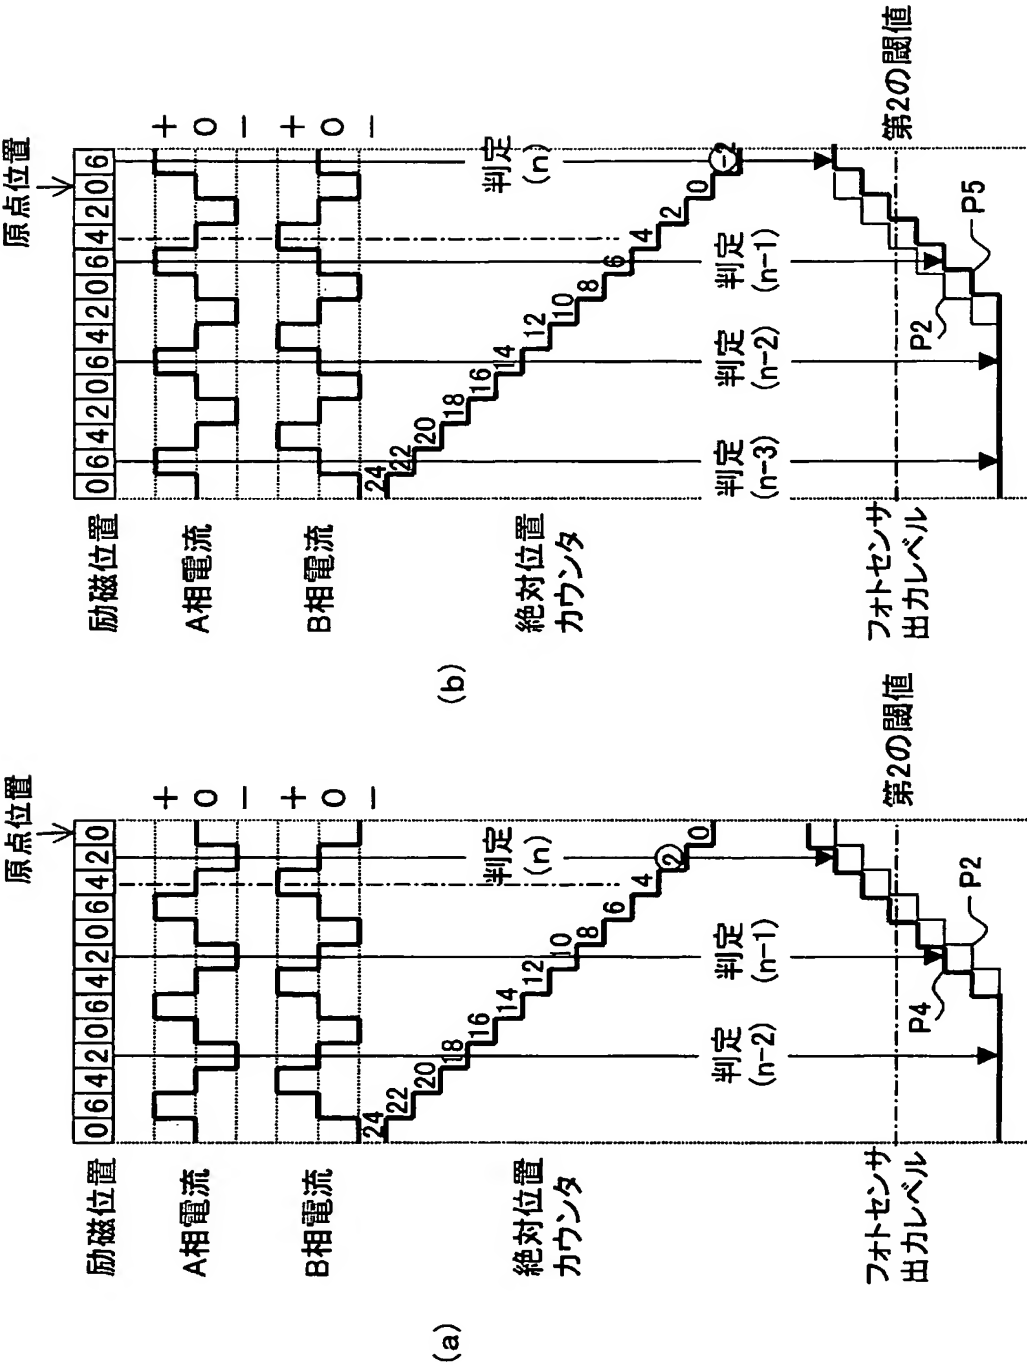 (a)
原点位置
励磁位置
0 6 4 2 0 6 4 2 0 6 4 2 0
A相電流
+
0
−
B相電流
+
0
−
絶対位置
カウンタ
24
22
20
18
16
14
12
10
8
6
4
2
0
判定
(n-2)
判定
(n-1)
判定
(n)
フォトセンサ
出力レベル
第2の閾値
P4
P2
(b)
原点位置
励磁位置
0 6 4 2 0 6 4 2 0 6 4 2 0 6
A相電流
+
0
−
B相電流
+
0
−
絶対位置
カウンタ
24
22
20
18
16
14
12
10
8
6
4
2
0
-2
判定
(n-3)
判定
(n-2)
判定
(n-1)
判定
(n)
フォトセンサ
出力レベル
第2の閾値
P2
P5